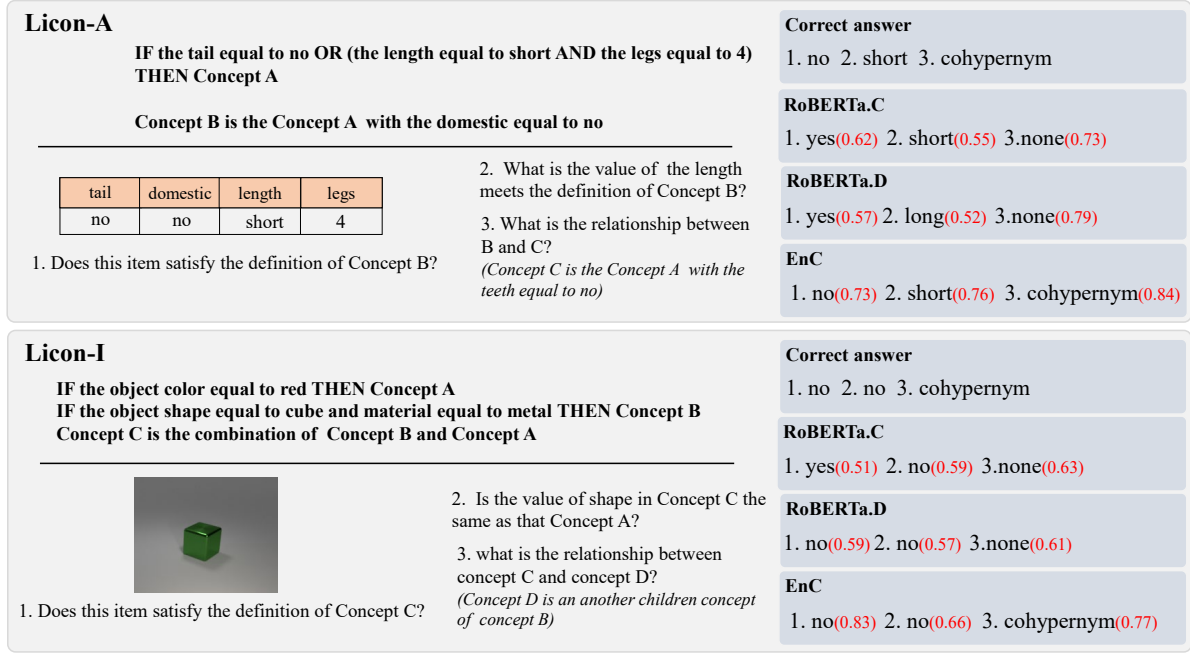 Licon-A
IF the tail equal to no OR (the length equal to short AND the legs equal to 4)
THEN Concept A
Concept B is the Concept A with the domestic equal to no
tail domestic length legs
no no short 4
1. Does this item satisfy the definition of Concept B?
2. What is the value of the length
meets the definition of Concept B?
3. What is the relationship between
B and C?
(Concept C is the Concept A with the
teeth equal to no)
Correct answer
1. no 2. short 3. cohypernym
RoBERTa.C
1. yes(0.62) 2. short(0.55) 3.none(0.73)
RoBERTa.D
1. yes(0.57) 2. long(0.52) 3.none(0.79)
EnC
1. no(0.73) 2. short(0.76) 3. cohypernym(0.84)
Licon-I
IF the object color equal to red THEN Concept A
IF the object shape equal to cube and material equal to metal THEN Concept B
Concept C is the combination of Concept B and Concept A
1. Does this item satisfy the definition of Concept C?
2. Is the value of shape in Concept C the
same as that Concept A?
3. what is the relationship between
concept C and concept D?
(Concept D is an another children concept
of concept B)
Correct answer
1. no 2. no 3. cohypernym
RoBERTa.C
1. yes(0.51) 2. no(0.59) 3.none(0.63)
RoBERTa.D
1. no(0.59) 2. no(0.57) 3.none(0.61)
EnC
1. no(0.83) 2. no(0.66) 3. cohypernym(0.77)